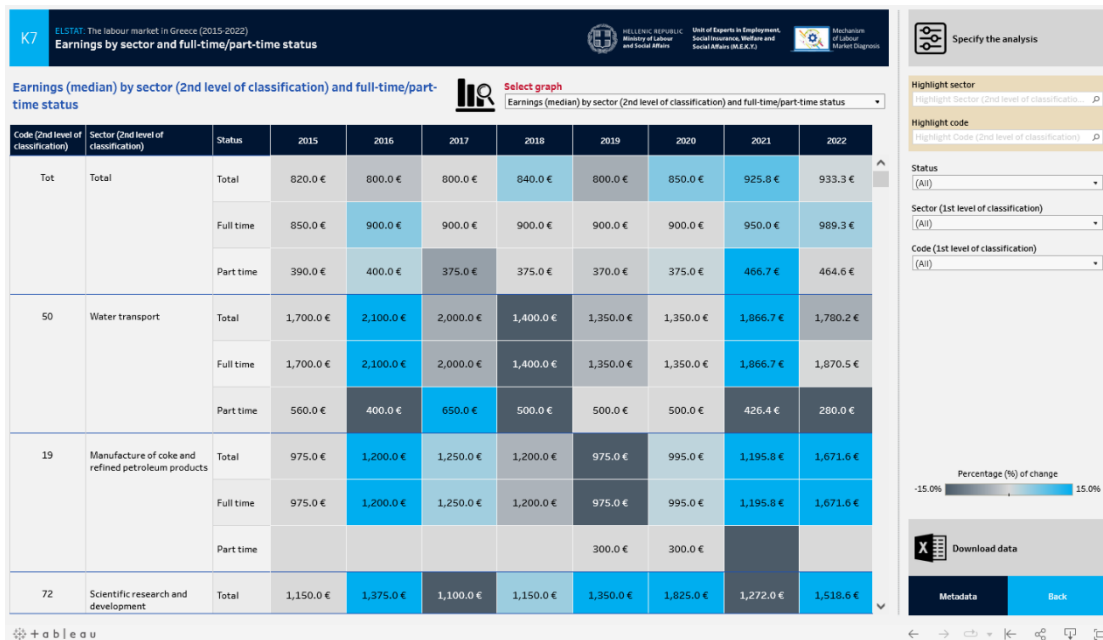 K7
ELSTAT: The labour market in Greece (2015-2022)
Earnings by sector and full-time/part-time status
HELLENIC REPUBLIC
Ministry of Labour
and Social Affairs
Unit of Experts in Employment,
Social Insurance, Welfare and
Social Affairs (M.E.K.Y.)
Mechanism
of Labour
Market Diagnosis
Specify the analysis
Earnings (median) by sector (2nd level of classification) and full-time/part-
time status
Select graph
Earnings (median) by sector (2nd level of classification) and full-time/part-time status
Highlight sector
Highlight Sector (2nd level of classificatio...
Highlight code
Highlight Code (2nd level of classification)
Status
(All)
Sector (1st level of classification)
(All)
Code (1st level of classification)
(All)
Code (2nd level of
classification)
Sector (2nd level of
classification)
Status 2015 2016 2017 2018 2019 2020 2021 2022
Tot Total Total 820.0 € 800.0 € 800.0 € 840.0 € 800.0 € 850.0 € 925.8 € 933.3 €
Full time 850.0 € 900.0 € 900.0 € 900.0 € 900.0 € 900.0 € 950.0 € 989.3 €
Part time 390.0 € 400.0 € 375.0 € 375.0 € 370.0 € 375.0 € 466.7 € 464.6 €
50 Water transport Total 1,700.0 € 2,100.0 € 2,000.0 € 1,400.0 € 1,350.0 € 1,350.0 € 1,866.7 € 1,780.2 €
Full time 1,700.0 € 2,100.0 € 2,000.0 € 1,400.0 € 1,350.0 € 1,350.0 € 1,866.7 € 1,870.5 €
Part time 560.0 € 400.0 € 650.0 € 500.0 € 500.0 € 500.0 € 426.4 € 280.0 €
19 Manufacture of coke and
refined petroleum products
Total 975.0 € 1,200.0 € 1,250.0 € 1,200.0 € 975.0 € 995.0 € 1,195.8 € 1,671.6 €
Full time 975.0 € 1,200.0 € 1,250.0 € 1,200.0 € 975.0 € 995.0 € 1,195.8 € 1,671.6 €
Part time 300.0 € 300.0 €
72 Scientific research and
development
Total 1,150.0 € 1,375.0 € 1,100.0 € 1,150.0 € 1,350.0 € 1,825.0 € 1,272.0 € 1,518.6 €
Percentage (%) of change
-15.0% 15.0%
Download data
Metadata Back
+ a b l e a u